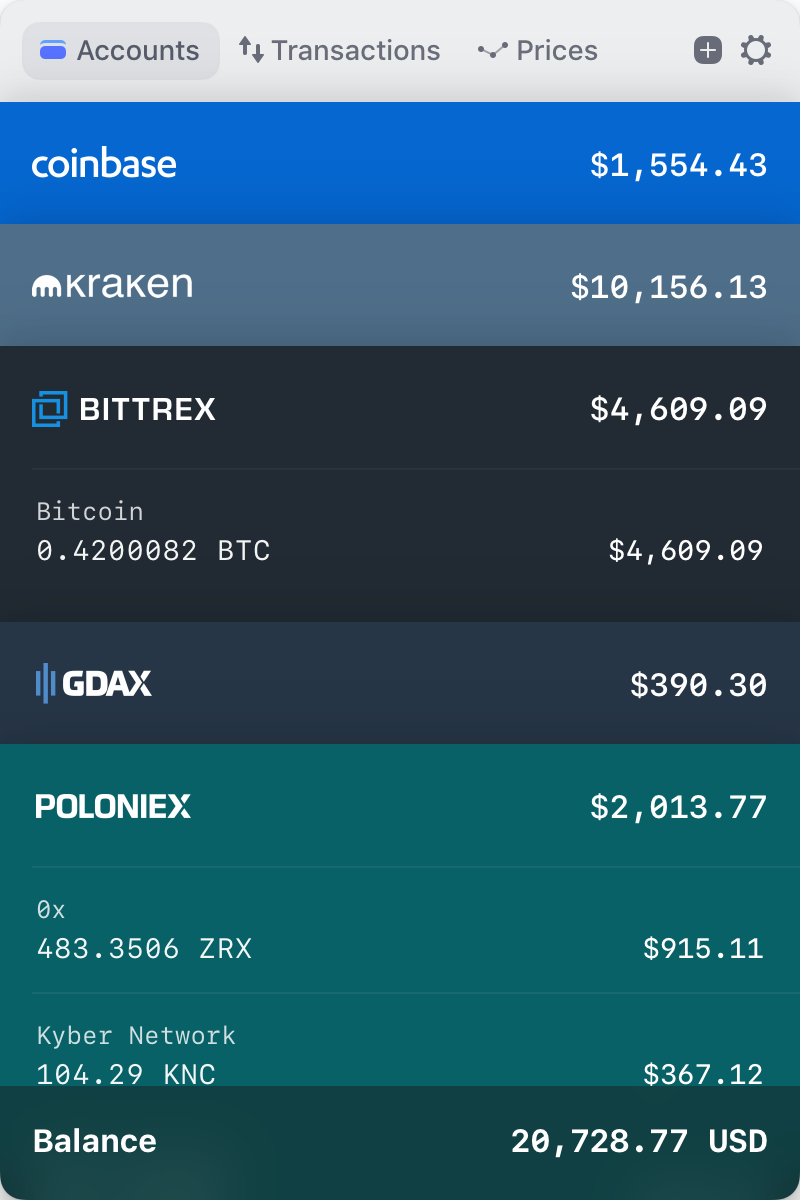 Accounts Transactions Prices
coinbase $1,554.43
kraken $10,156.13
BITTREX $4,609.09
Bitcoin
0.4200082 BTC $4,609.09
GDAX $390.30
POLONIEX $2,013.77
0x
483.3506 ZRX $915.11
Kyber Network
104.29 KNC $367.12
Balance 20,728.77 USD